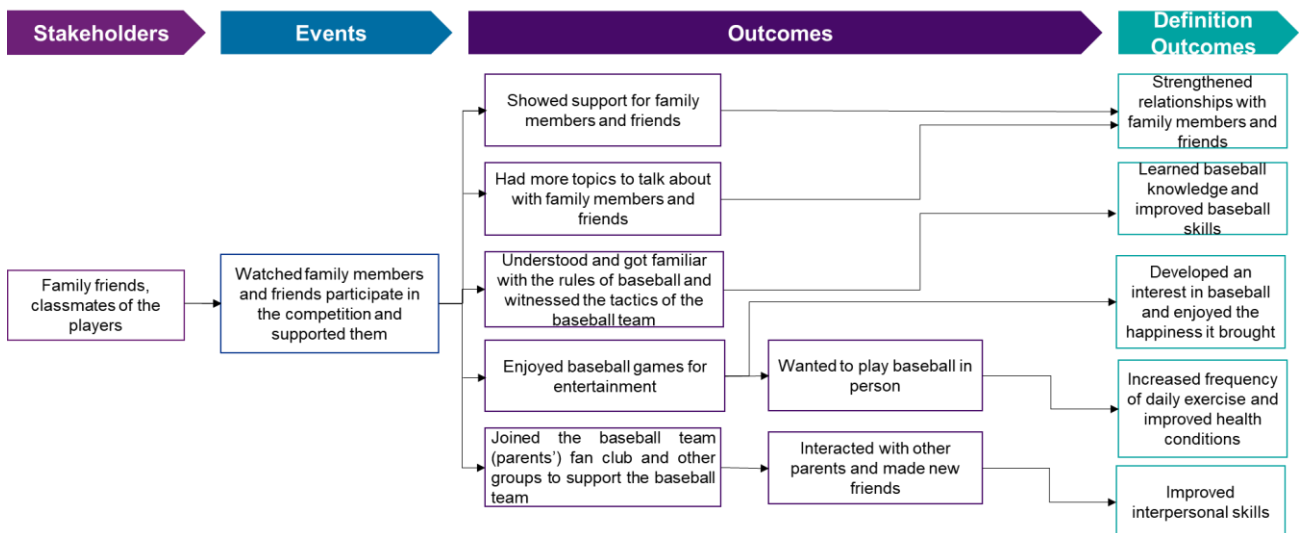 Stakeholders
Events
Outcomes
Definition
Outcomes
Family friends,
classmates of the
players
Watched family members
and friends participate in
the competition and
supported them
Showed support for family
members and friends
Had more topics to talk about
with family members and
friends
Understood and got familiar
with the rules of baseball and
witnessed the tactics of the
baseball team
Enjoyed baseball games for
entertainment
Joined the baseball team
(parents’) fan club and other
groups to support the baseball
team
Wanted to play baseball in
person
Interacted with other
parents and made new
friends
Strengthened
relationships with
family members and
friends
Learned baseball
knowledge and
improved baseball
skills
Developed an
interest in baseball
and enjoyed the
happiness it brought
Increased frequency
of daily exercise and
improved health
conditions
Improved
interpersonal skills